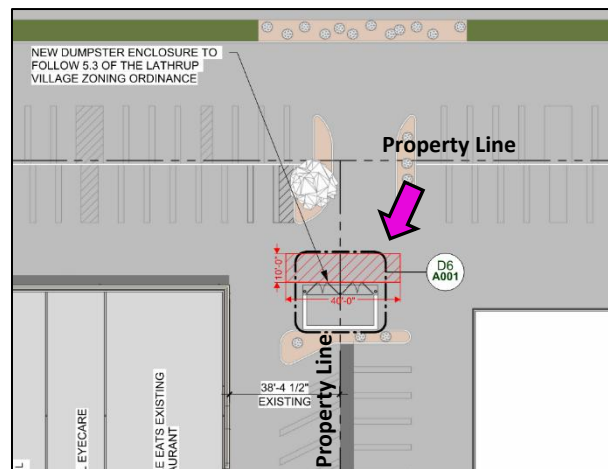 NEW DUMPSTER ENCLOSURE TO
FOLLOW 5.3 OF THE LATHRUP
VILLAGE ZONING ORDINANCE
Property Line
D6
A001
10'-0"
40'-0"
38'-4 1/2"
EXISTING
Property Line
EYECARE
E EATS EXISTING
AURANT